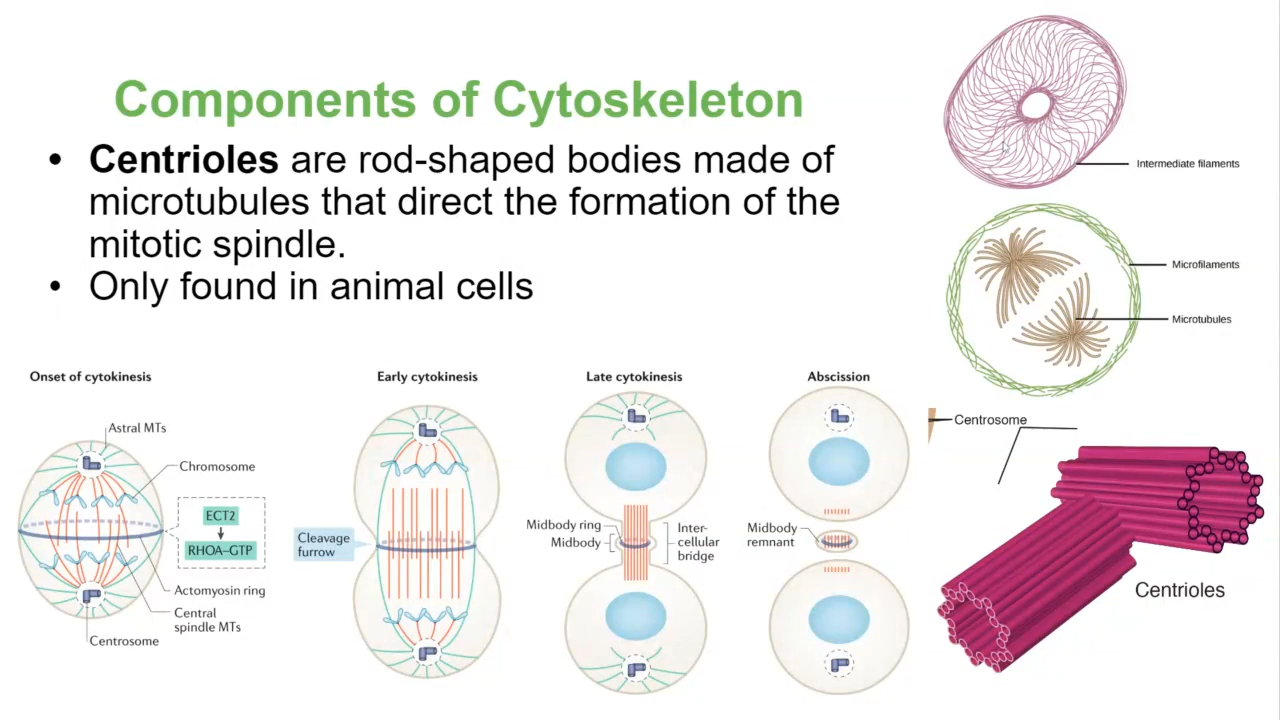 Components of Cytoskeleton
• Centrioles are rod-shaped bodies made of
microtubules that direct the formation of the
mitotic spindle.
• Only found in animal cells
Intermediate filaments
Microfilaments
Microtubules
Onset of cytokinesis
Astral MTs
Chromosome
ECT2
RHOA–GTP
Actomyosin ring
Central
spindle MTs
Centrosome
Early cytokinesis
Cleavage
furrow
Late cytokinesis
Midbody ring
Midbody
Inter-
cellular
bridge
Abscission
Midbody
remnant
Centrosome
Centrioles